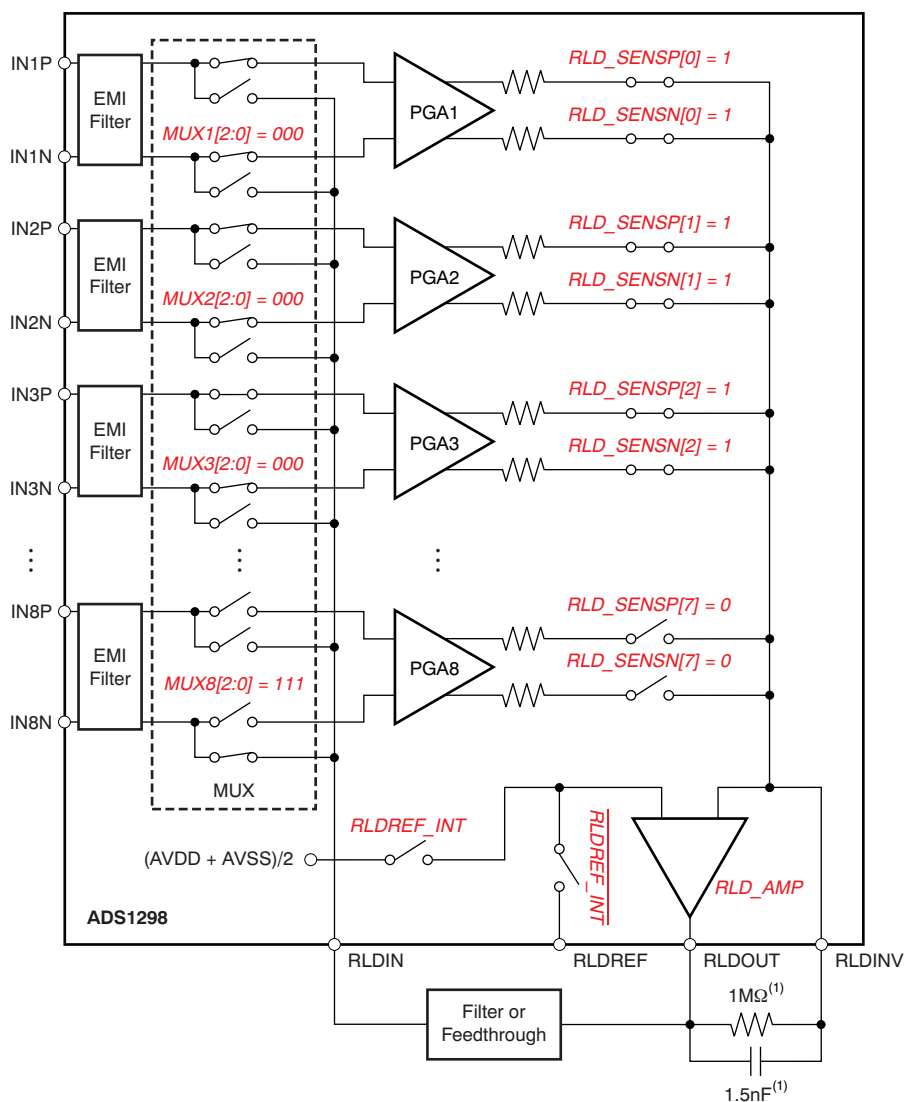 IN1P
EMI
Filter
IN1N
MUX1[2:0] = 000
PGA1
RLD_SENSP[0] = 1
RLD_SENSN[0] = 1
IN2P
EMI
Filter
IN2N
MUX2[2:0] = 000
PGA2
RLD_SENSP[1] = 1
RLD_SENSN[1] = 1
IN3P
EMI
Filter
IN3N
MUX3[2:0] = 000
PGA3
RLD_SENSP[2] = 1
RLD_SENSN[2] = 1
IN8P
EMI
Filter
IN8N
MUX8[2:0] = 111
PGA8
RLD_SENSP[7] = 0
RLD_SENSN[7] = 0
MUX
(AVDD + AVSS)/2
RLDREF_INT
RLDREF_INT
RLD_AMP
ADS1298
RLDIN
RLDREF
RLDOUT
RLDINV
Filter or
Feedthrough
1MΩ(1)
1.5nF(1)